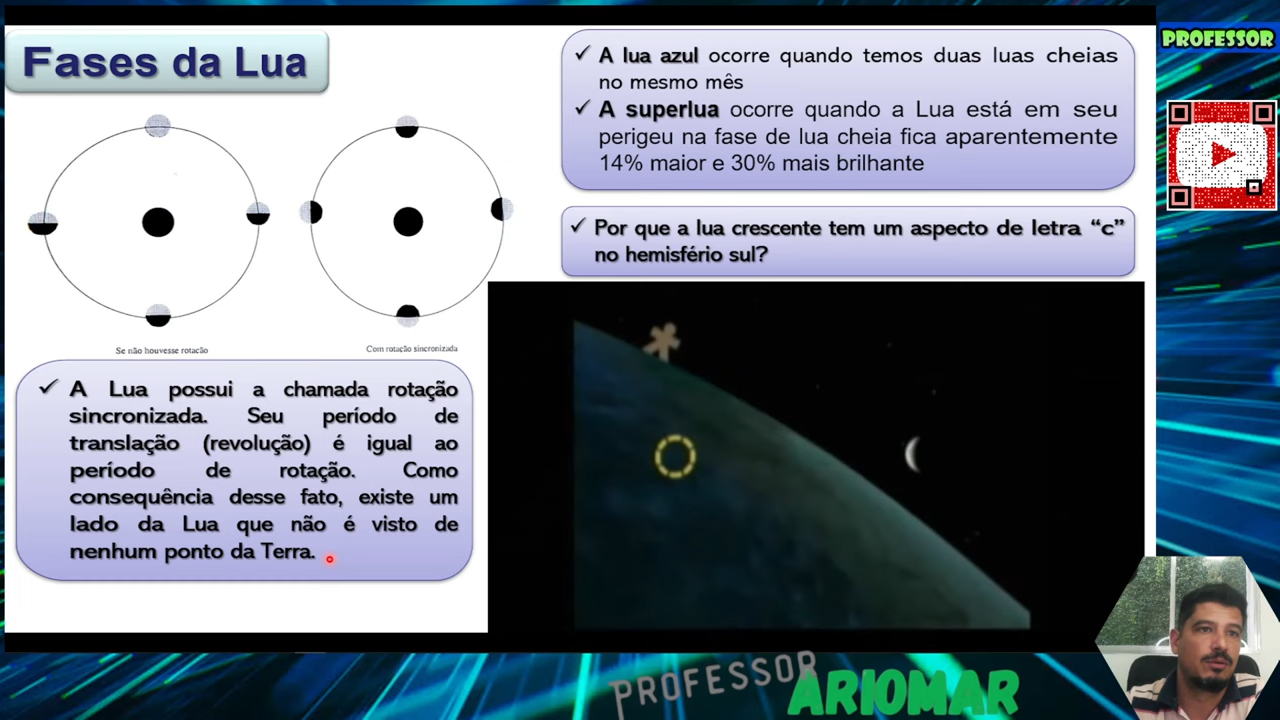 Fases da Lua
Se não houvesse rotação
Com rotação sincronizada
✓ A Lua possui a chamada rotação
sincronizada. Seu período de
translação (revolução) é igual ao
período de rotação. Como
consequência desse fato, existe um
lado da Lua que não é visto de
nenhum ponto da Terra.
✓ A lua azul ocorre quando temos duas luas cheias
no mesmo mês
✓ A superlua ocorre quando a Lua está em seu
perigeu na fase de lua cheia fica aparentemente
14% maior e 30% mais brilhante
✓ Por que a lua crescente tem um aspecto de letra “c”
no hemisfério sul?
PROFESSOR
PROFESSOR
ARIOMAR